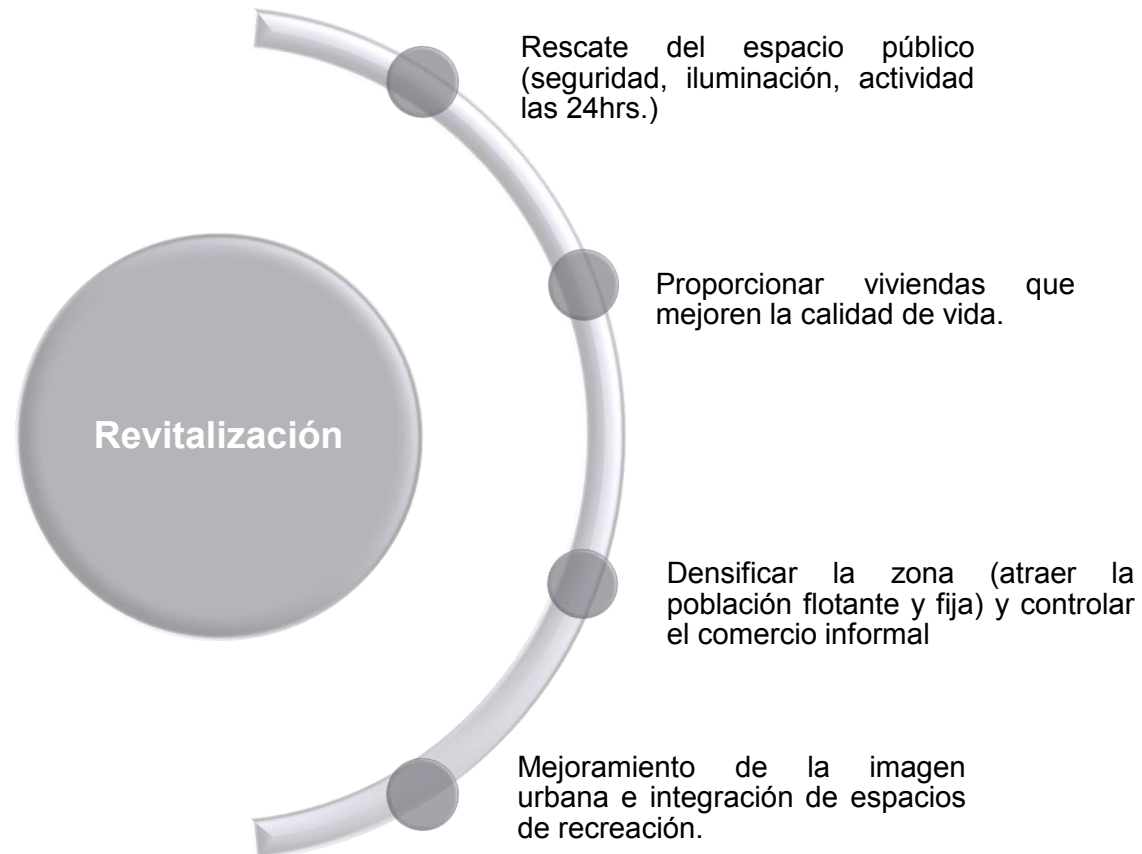 Rescate del espacio público
(seguridad, iluminación, actividad
las 24hrs.)
Proporcionar viviendas que
mejoren la calidad de vida.
Revitalización
Densificar la zona (atraer la
población flotante y fija) y controlar
el comercio informal
Mejoramiento de la imagen
urbana e integración de espacios
de recreación.